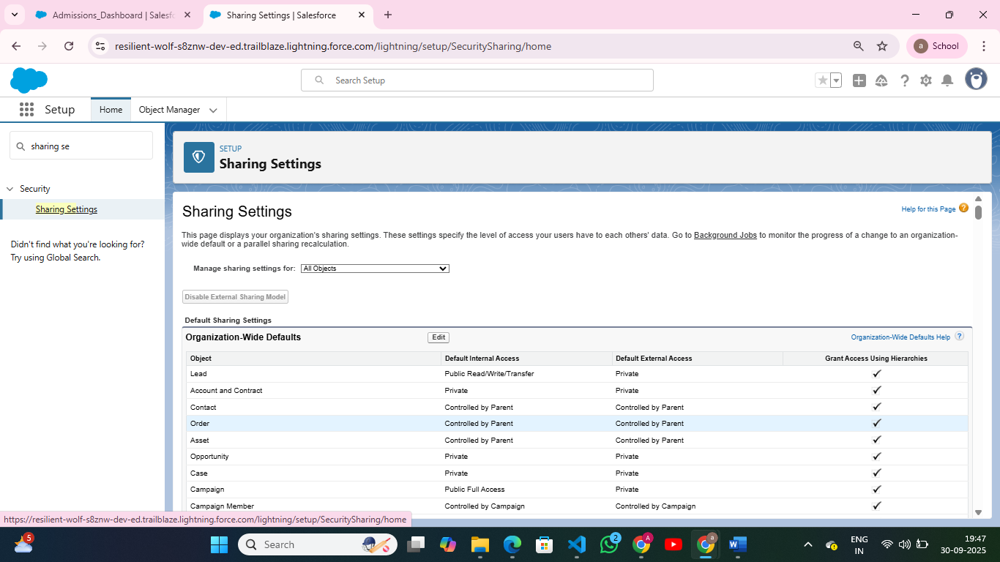 Admissions_Dashboard | Salesf
Sharing Settings | Salesforce
resilient-wolf-s8znw-dev-ed.trailblaze.lightning.force.com/lightning/setup/SecuritySharing/home
a School
Search Setup
Setup Home Object Manager
sharing se
Security
Sharing Settings
Didn't find what you're looking for?
Try using Global Search.
SETUP
Sharing Settings
Sharing Settings
Help for this Page ?
This page displays your organization's sharing settings. These settings specify the level of access your users have to each others' data. Go to Background Jobs to monitor the progress of a change to an organization-
wide default or a parallel sharing recalculation.
Manage sharing settings for: All Objects
Disable External Sharing Model
Default Sharing Settings
Organization-Wide Defaults Edit Organization-Wide Defaults Help ?
Object Default Internal Access Default External Access Grant Access Using Hierarchies
Lead Public Read/Write/Transfer Private ✓
Account and Contract Private Private ✓
Contact Controlled by Parent Controlled by Parent ✓
Order Controlled by Parent Controlled by Parent ✓
Asset Controlled by Parent Controlled by Parent ✓
Opportunity Private Private ✓
Case Private Private ✓
Campaign Public Full Access Private ✓
Campaign Member Controlled by Campaign Controlled by Campaign ✓
https://resilient-wolf-s8znw-dev-ed.trailblaze.lightning.force.com/lightning/setup/SecuritySharing/home
5
Search
2
A
a
ENG
IN
19:47
30-09-2025